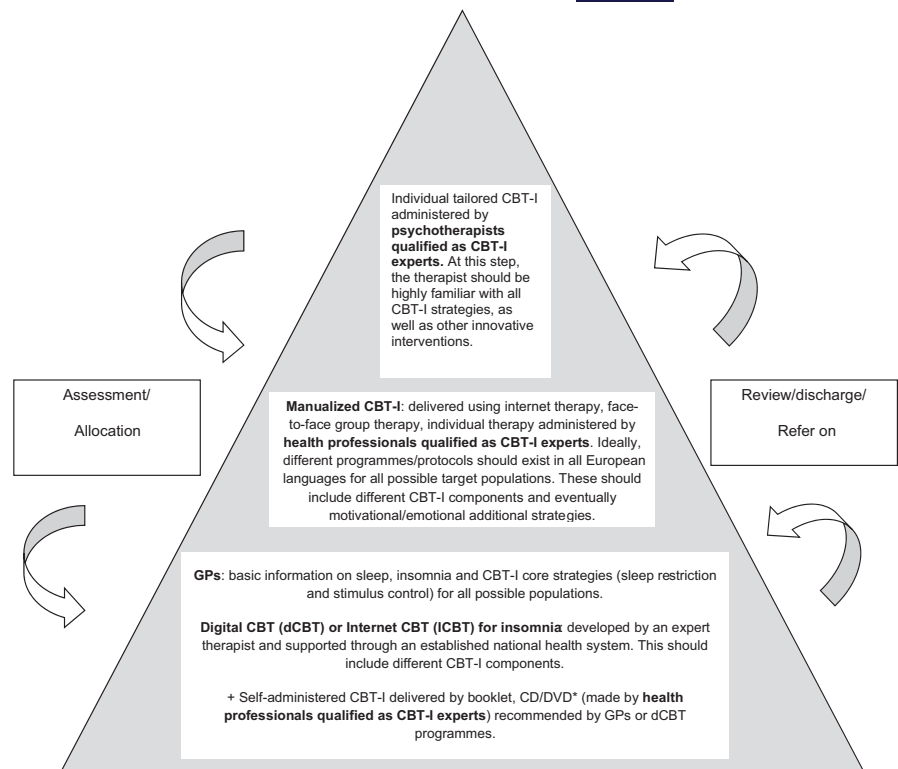 Individual tailored CBT-I
administered by
psychotherapists
qualified as CBT-I
experts. At this step,
the therapist should be
highly familiar with all
CBT-I strategies, as
well as other innovative
interventions.
Assessment/
Allocation
Review/discharge/
Refer on
Manualized CBT-I: delivered using internet therapy, face-
to-face group therapy, individual therapy administered by
health professionals qualified as CBT-I experts. Ideally,
different programmes/protocols should exist in all European
languages for all possible target populations. These should
include different CBT-I components and eventually
motivational/emotional additional strategies.
GPs: basic information on sleep, insomnia and CBT-I core strategies (sleep restriction
and stimulus control) for all possible populations.
Digital CBT (dCBT) or Internet CBT (ICBT) for insomnia: developed by an expert
therapist and supported through an established national health system. This should
include different CBT-I components.
+ Self-administered CBT-I delivered by booklet, CD/DVD* (made by health
professionals qualified as CBT-I experts) recommended by GPs or dCBT
programmes.